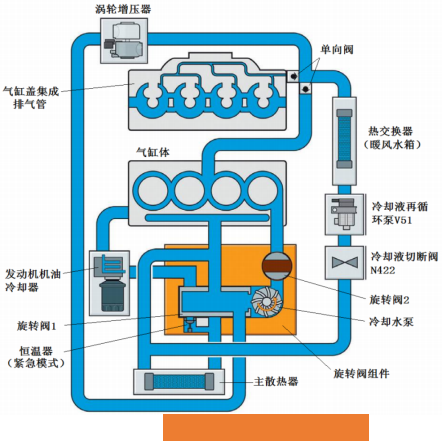 涡轮增压器
单向阀
气缸盖集成
排气管
热交换器
（暖风水箱）
气缸体
冷却液再循
环泵V51
冷却液切断阀
N422
发动机机油
冷却器
旋转阀2
旋转阀1
冷却水泵
恒温器
（紧急模式）
主散热器
旋转阀组件